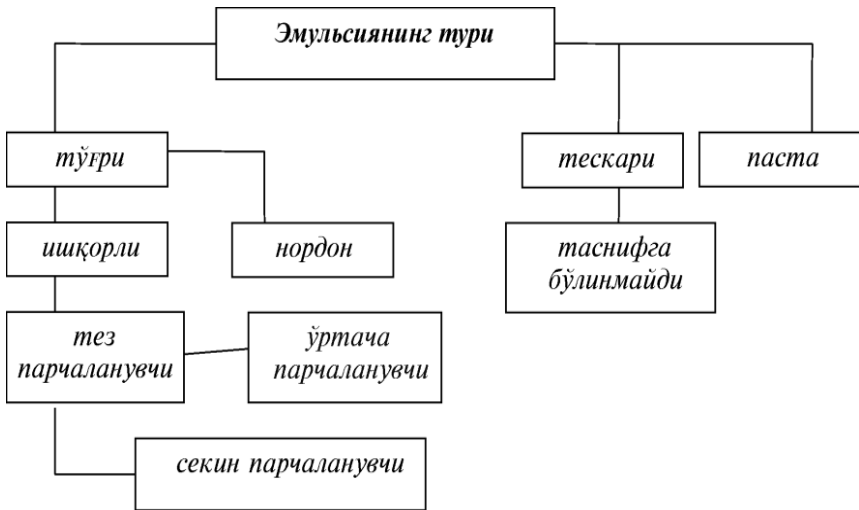 Эмульсиянинг тури
тўғри
тескари
паста
ишқорли
нордон
таснифга
бўлинмайди
тез
парчаланувчи
ўртача
парчаланувчи
секин парчаланувчи